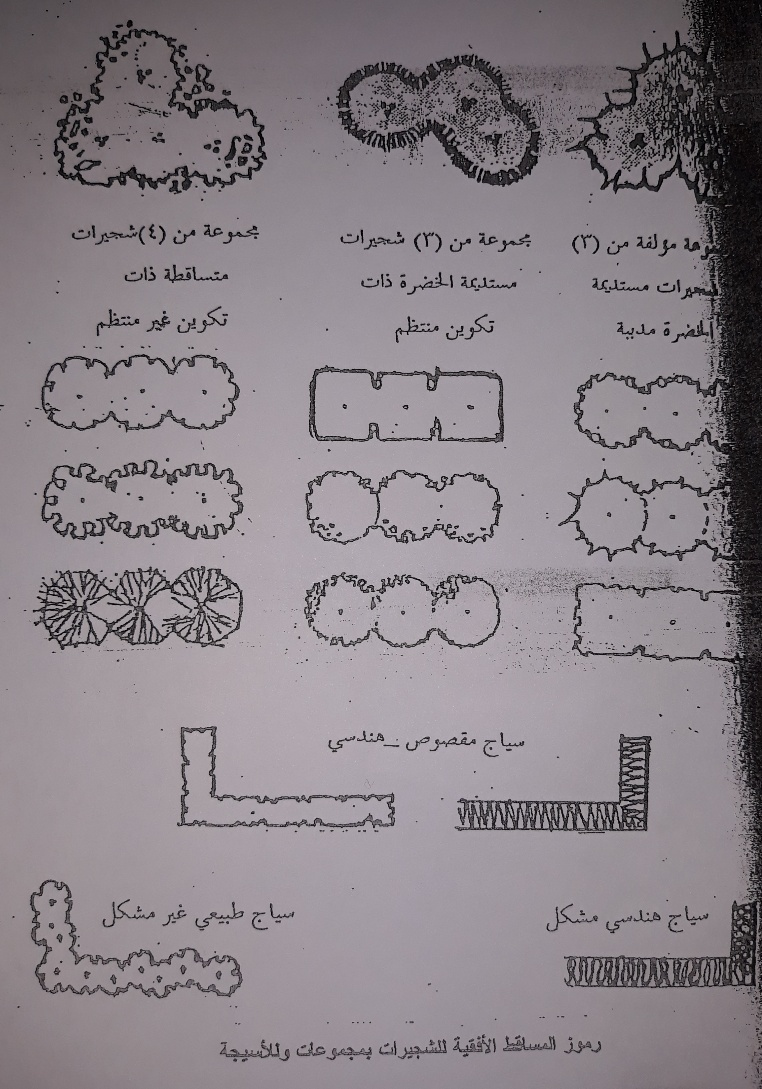 مؤلفة من (٣)
شجيرات مستديمة
الخضرة مدببة
مجموعة من (٣) شجيرات
مستديمة الخضرة ذات
تكوين منتظم
مجموعة من (٤) شجيرات
متساقطة ذات
تكوين غير منتظم
سياج مقصوص _ هندسي
سياج هندسي مشكل
سياج طبيعي غير مشكل
رموز المساقط الأفقية للشجيرات بمجموعات وللأسيجة